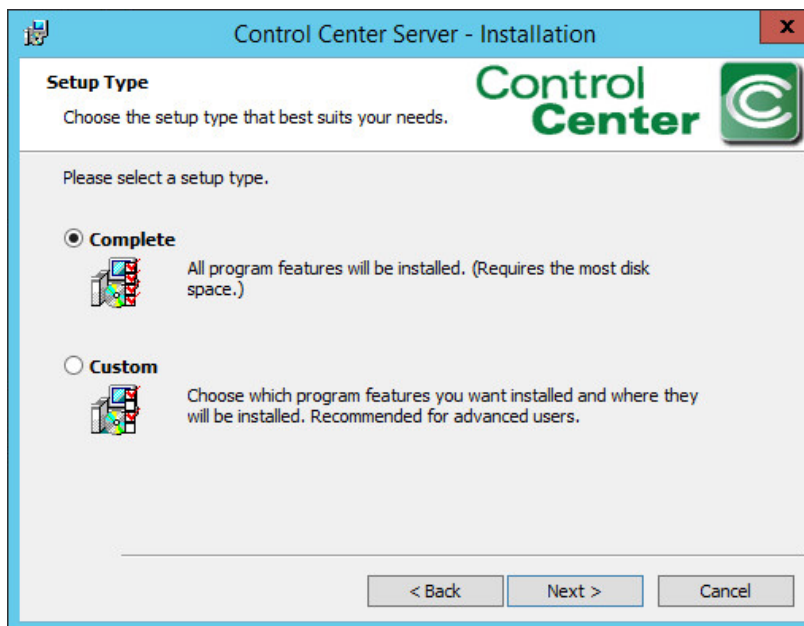 Control Center Server - Installation
x
Setup Type
Choose the setup type that best suits your needs.
Control
Center
Please select a setup type.
Complete
All program features will be installed. (Requires the most disk
space.)
Custom
Choose which program features you want installed and where they
will be installed. Recommended for advanced users.
< Back
Next >
Cancel